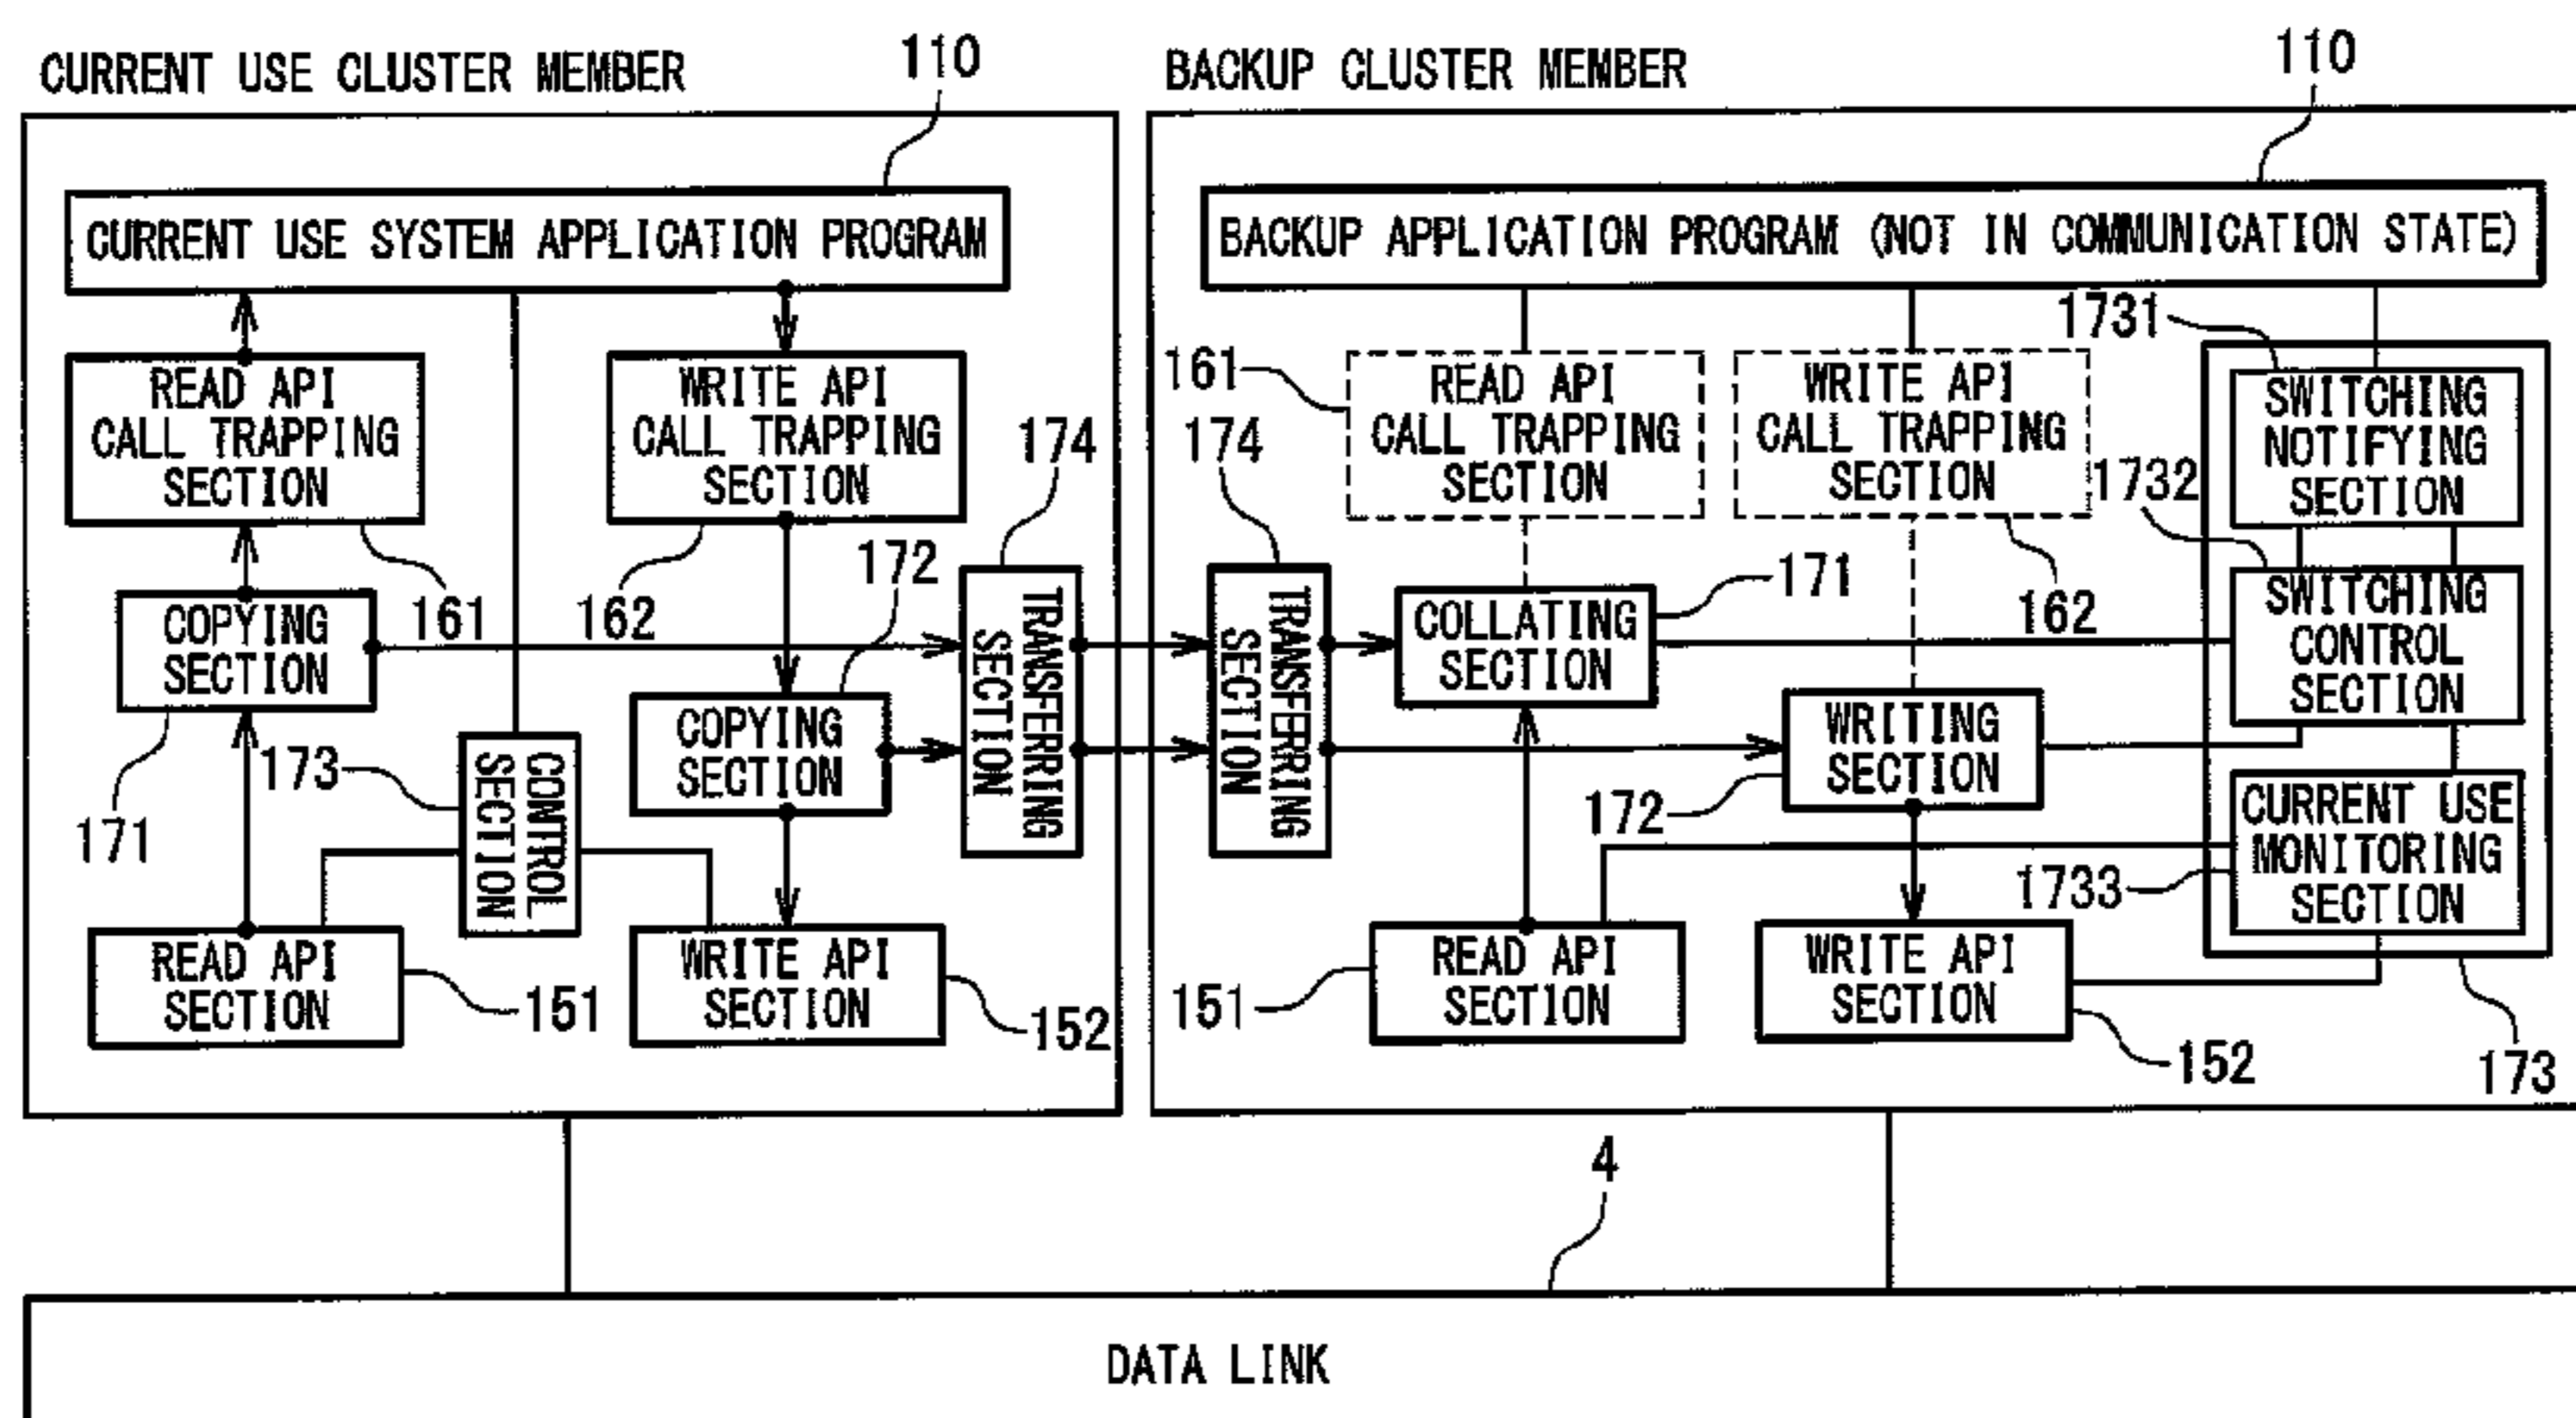 CURRENT USE CLUSTER MEMBER
110
CURRENT USE SYSTEM APPLICATION PROGRAM
READ API
CALL TRAPPING
SECTION
161
WRITE API
CALL TRAPPING
SECTION
162
COPYING
SECTION
171
172
COPYING
SECTION
173
CONTROL
SECTION
174
TRANSFERRING
SECTION
READ API
SECTION
151
WRITE API
SECTION
152
BACKUP CLUSTER MEMBER
110
BACKUP APPLICATION PROGRAM (NOT IN COMMUNICATION STATE)
161
READ API
CALL TRAPPING
SECTION
WRITE API
CALL TRAPPING
SECTION
162
1731
SWITCHING
NOTIFYING
SECTION
1732
SWITCHING
CONTROL
SECTION
174
TRANSFERRING
SECTION
COLLATING
SECTION
171
WRITING
SECTION
172
CURRENT USE
MONITORING
SECTION
1733
151
READ API
SECTION
WRITE API
SECTION
152
173
4
DATA LINK